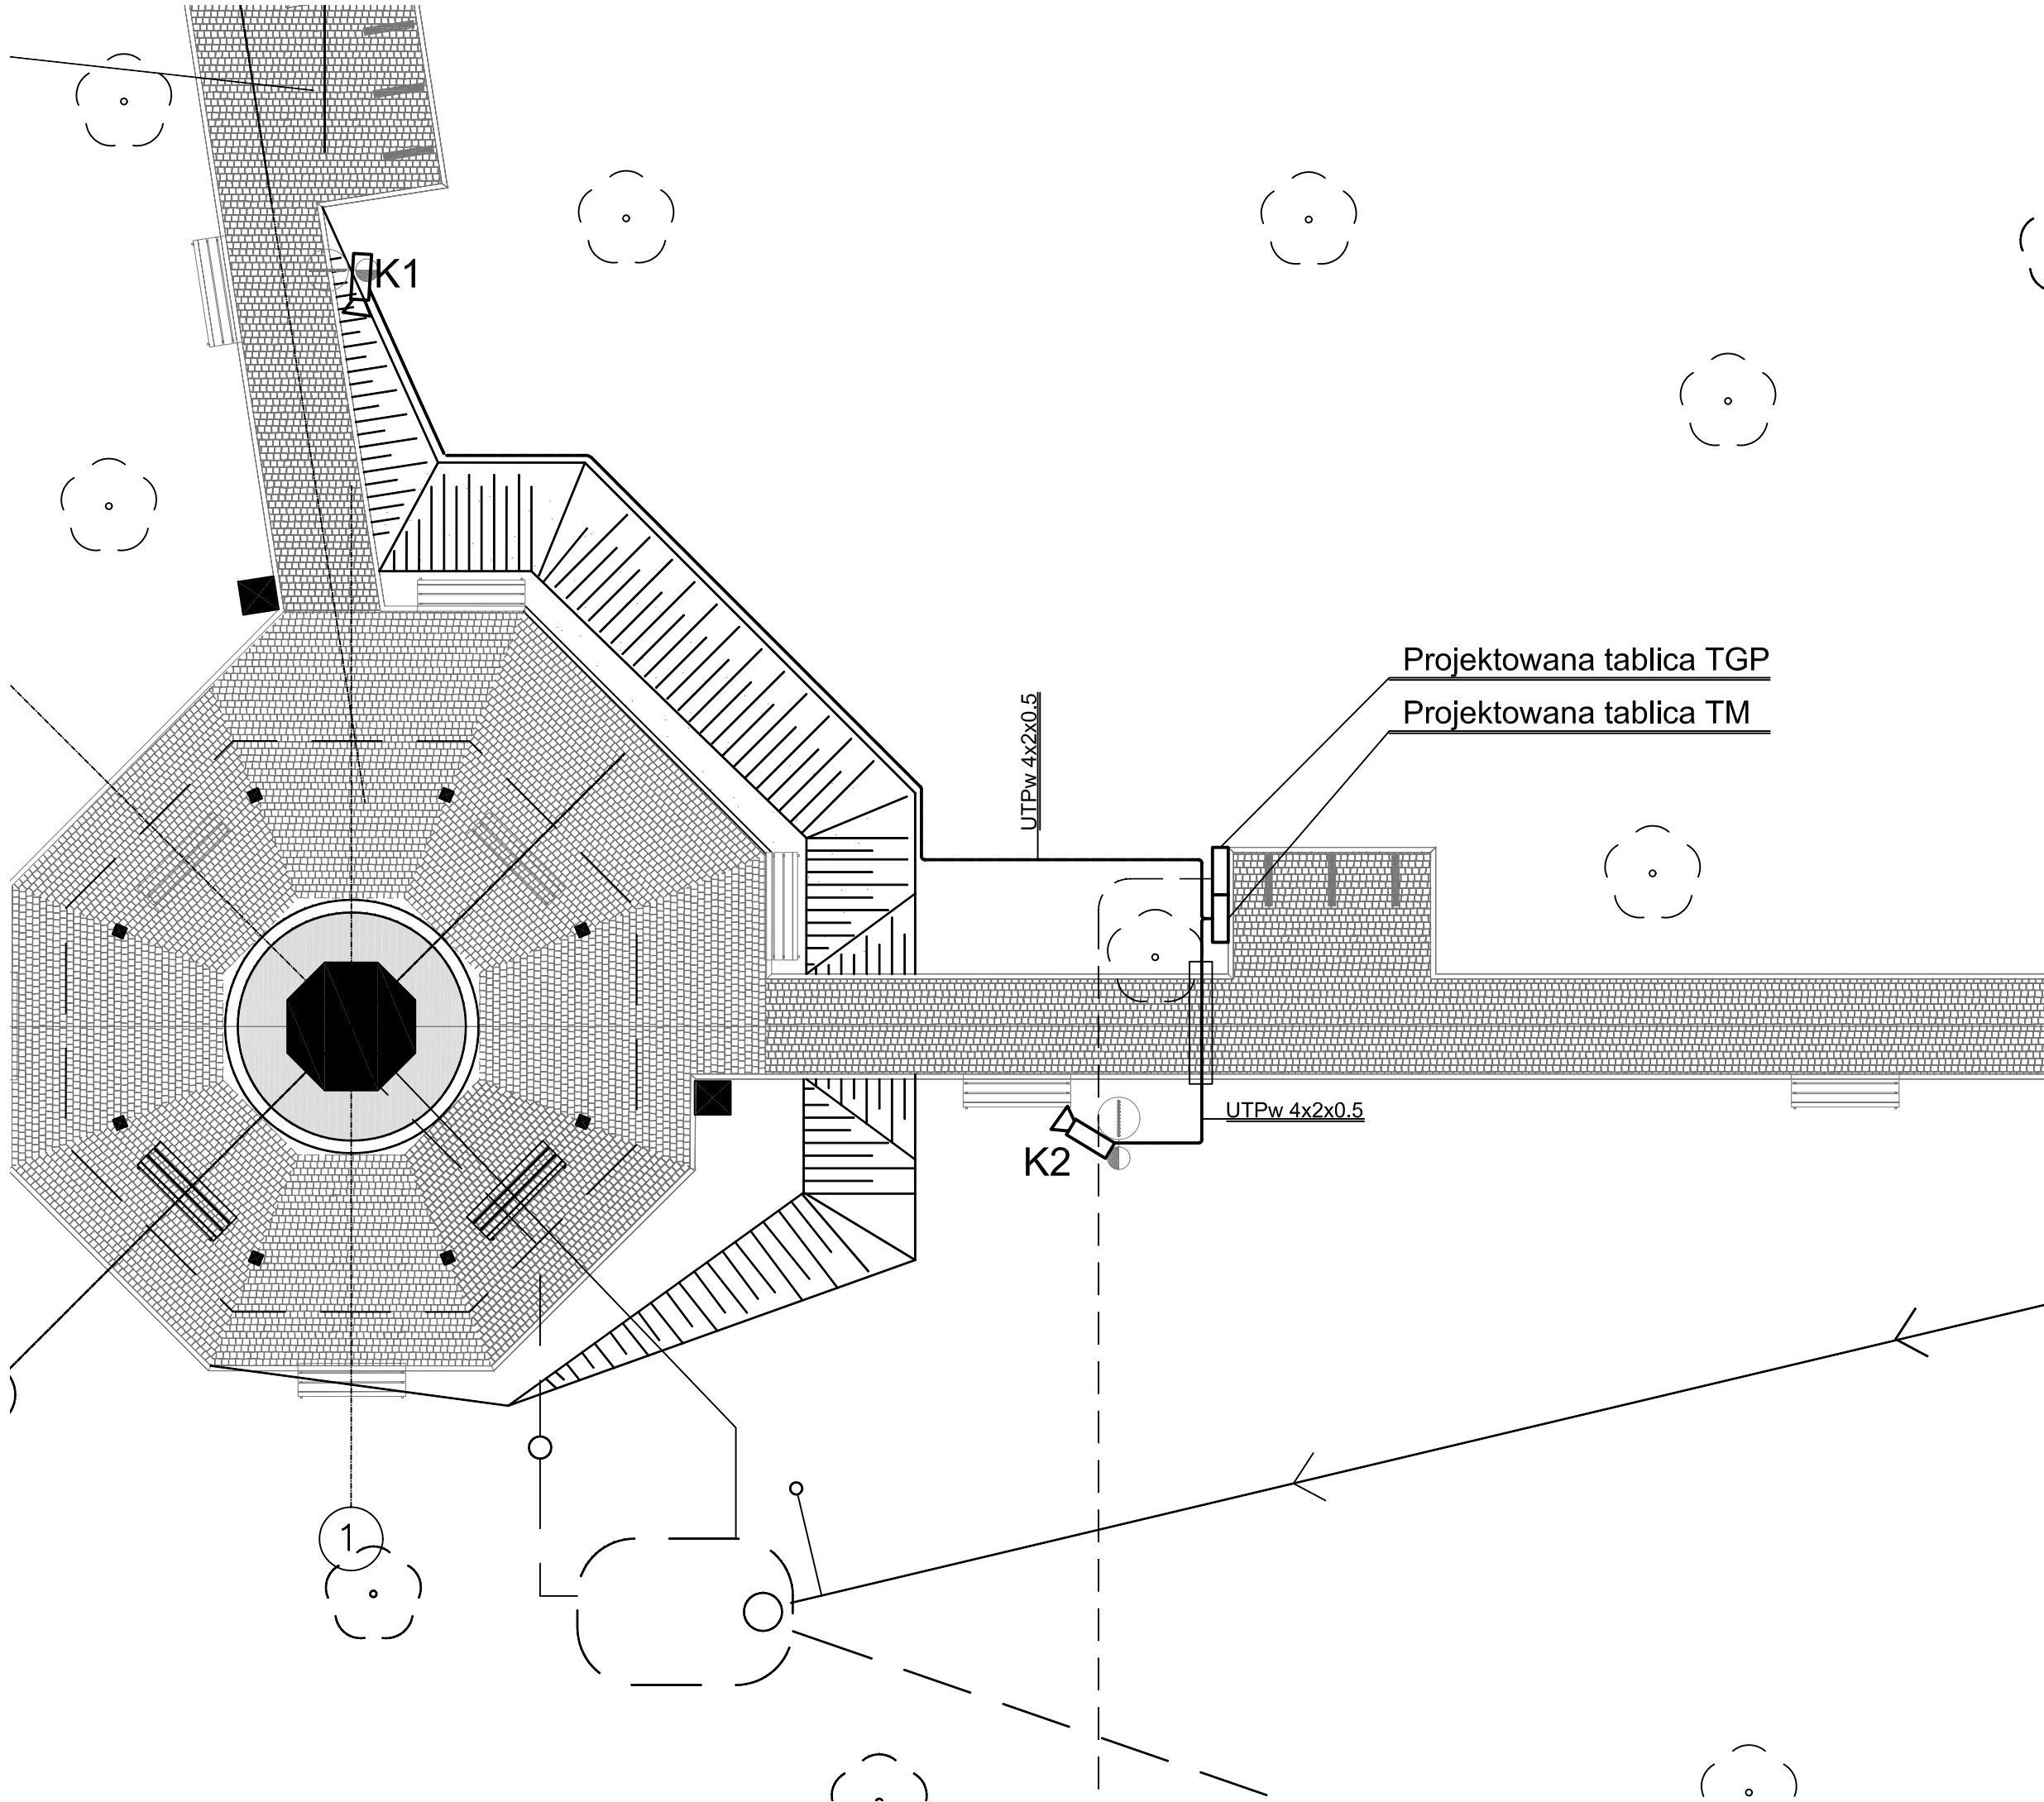 K1
Projektowana tablica TGP
Projektowana tablica TM
UTPw 4x2x0.5
UTPw 4x2x0.5
K2
1